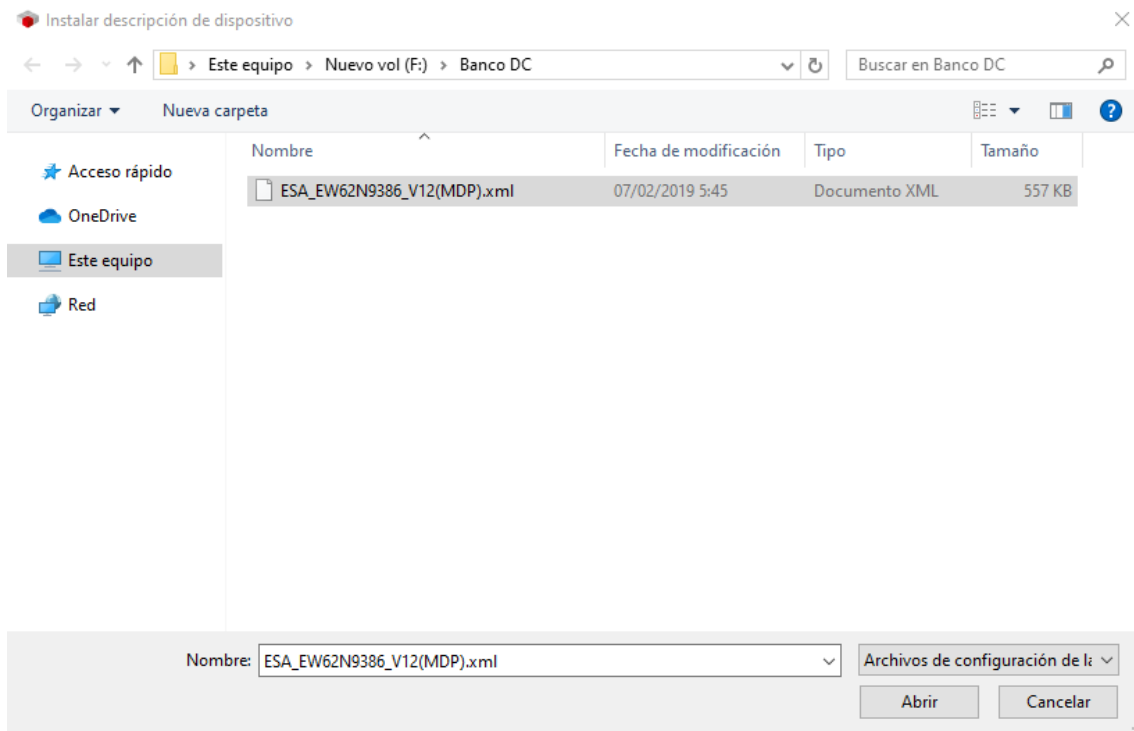 Instalar descripción de dispositivo
Este equipo > Nuevo vol (F:) > Banco DC
Buscar en Banco DC
Organizar
Nueva carpeta
Nombre Fecha de modificación Tipo Tamaño
Acceso rápido
ESA_EW62N9386_V12(MDP).xml 07/02/2019 5:45 Documento XML 557 KB
OneDrive
Este equipo
Red
Nombre: ESA_EW62N9386_V12(MDP).xml
Archivos de configuración de
Abrir Cancelar